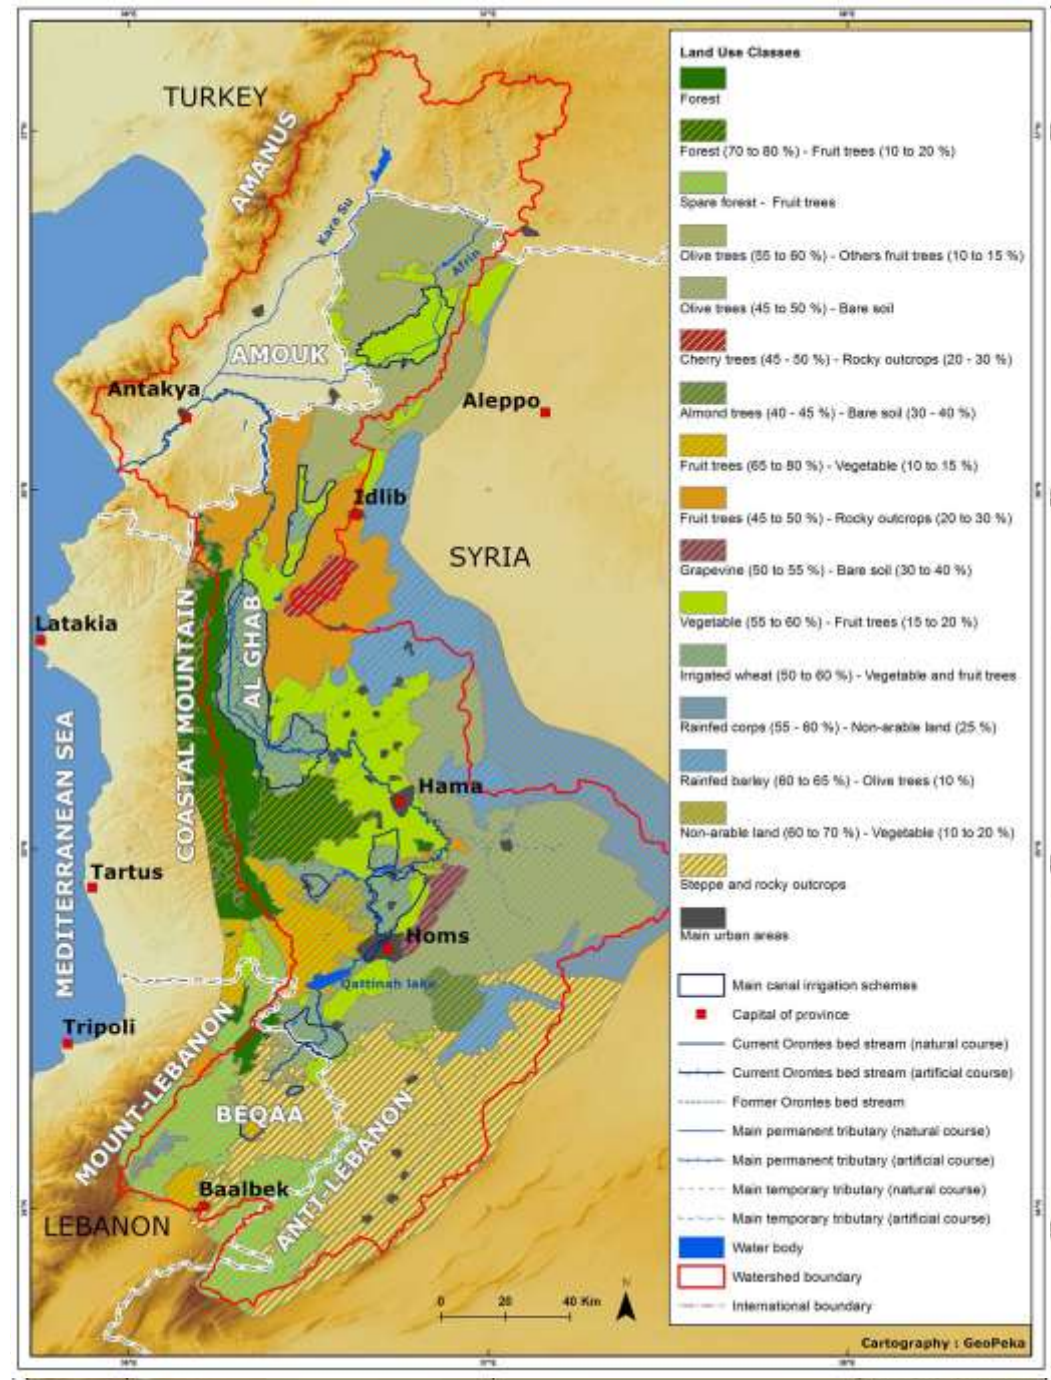 TURKEY
AMANUS
Kara Su
Afrin
AMOUK
Antakya
Aleppo
Idlib
SYRIA
Latakia
COASTAL MOUNTAIN
AL GHAB
MEDITERRANEAN SEA
Hama
Tartus
Homs
Qattinah lake
Tripoli
MOUNT-LEBANON
BEQAA
ANTI-LEBANON
Baalbek
LEBANON
0 20 40 Km
N
Land Use Classes
Forest
Forest (70 to 80 %) - Fruit trees (10 to 20 %)
Spare forest - Fruit trees
Olive trees (55 to 60 %) - Others fruit trees (10 to 15 %)
Olive trees (45 to 50 %) - Bare soil
Cherry trees (45 - 50 %) - Rocky outcrops (20 - 30 %)
Almond trees (40 - 45 %) - Bare soil (30 - 40 %)
Fruit trees (65 to 80 %) - Vegetable (10 to 15 %)
Fruit trees (45 to 50 %) - Rocky outcrops (20 to 30 %)
Grapevine (50 to 55 %) - Bare soil (30 to 40 %)
Vegetable (55 to 60 %) - Fruit trees (15 to 20 %)
Irrigated wheat (50 to 60 %) - Vegetable and fruit trees
Rainfed corps (55 - 60 %) - Non-arable land (25 %)
Rainfed barley (60 to 65 %) - Olive trees (10 %)
Non-arable land (60 to 70 %) - Vegetable (10 to 20 %)
Steppe and rocky outcrops
Main urban areas
Main canal irrigation schemes
Capital of province
Current Orontes bed stream (natural course)
Current Orontes bed stream (artificial course)
Former Orontes bed stream
Main permanent tributary (natural course)
Main permanent tributary (artificial course)
Main temporary tributary (natural course)
Main temporary tributary (artificial course)
Water body
Watershed boundary
International boundary
Cartography : GeoPeka